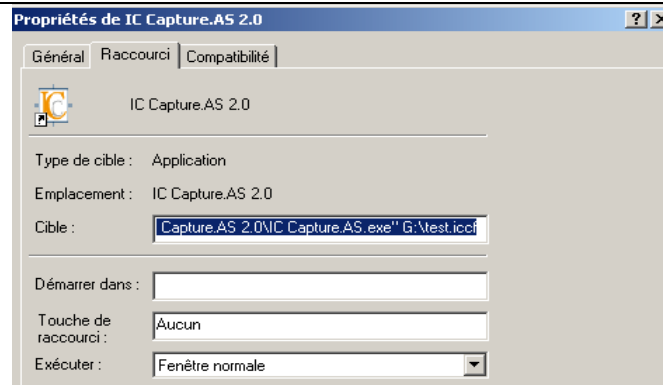 Propriétés de IC Capture.AS 2.0
Général Raccourci Compatibilité
IC Capture.AS 2.0
Type de cible : Application
Emplacement : IC Capture.AS 2.0
Cible : Capture.AS 2.0\IC Capture.AS.exe" G:\test.iccf
Démarrer dans :
Touche de raccourci : Aucun
Exécuter : Fenêtre normale